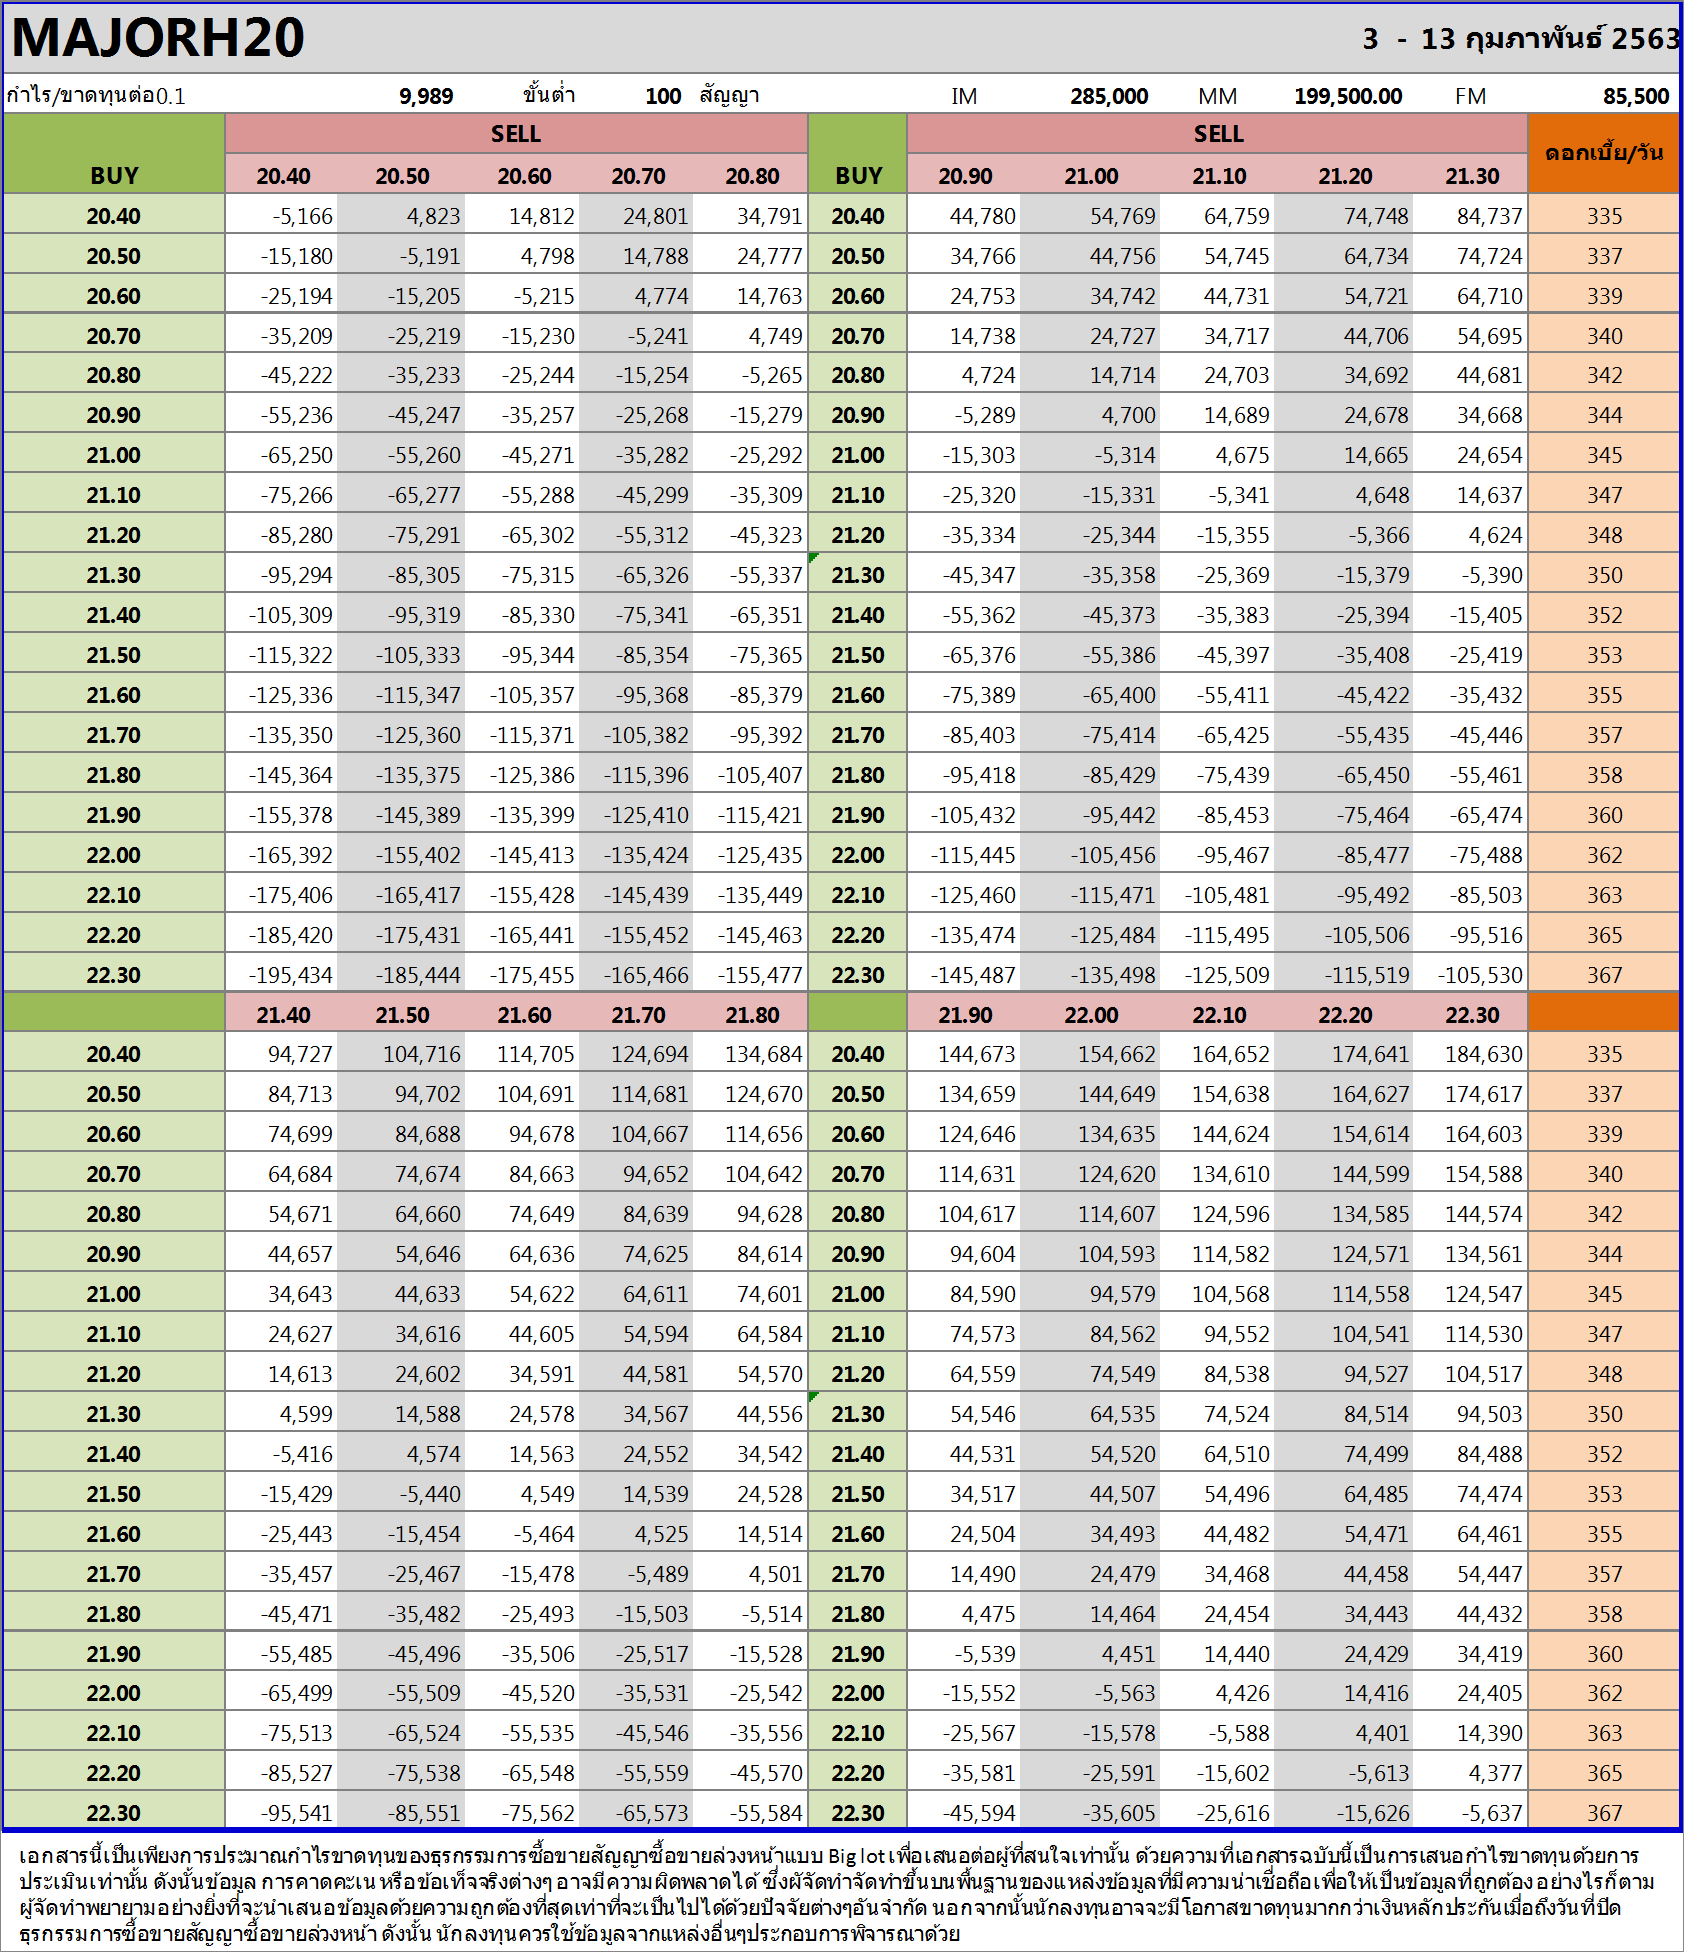 MAJORH20 3 - 13 กุมภาพันธ์ 2563
กำไร/ขาดทุนต่อ0.1 9,989 ขั้นต่ำ 100 สัญญา IM 285,000 MM 199,500.00 FM 85,500
SELL SELL
BUY 20.40 20.50 20.60 20.70 20.80 BUY 20.90 21.00 21.10 21.20 21.30 ดอกเบี้ย/วัน
20.40 -5,166 4,823 14,812 24,801 34,791 20.40 44,780 54,769 64,759 74,748 84,737 335
20.50 -15,180 -5,191 4,798 14,788 24,777 20.50 34,766 44,756 54,745 64,734 74,724 337
20.60 -25,194 -15,205 -5,215 4,774 14,763 20.60 24,753 34,742 44,731 54,721 64,710 339
20.70 -35,209 -25,219 -15,230 -5,241 4,749 20.70 14,738 24,727 34,717 44,706 54,695 340
20.80 -45,222 -35,233 -25,244 -15,254 -5,265 20.80 4,724 14,714 24,703 34,692 44,681 342
20.90 -55,236 -45,247 -35,257 -25,268 -15,279 20.90 -5,289 4,700 14,689 24,678 34,668 344
21.00 -65,250 -55,260 -45,271 -35,282 -25,292 21.00 -15,303 -5,314 4,675 14,665 24,654 345
21.10 -75,266 -65,277 -55,288 -45,299 -35,309 21.10 -25,320 -15,331 -5,341 4,648 14,637 347
21.20 -85,280 -75,291 -65,302 -55,312 -45,323 21.20 -35,334 -25,344 -15,355 -5,366 4,624 348
21.30 -95,294 -85,305 -75,315 -65,326 -55,337 21.30 -45,347 -35,358 -25,369 -15,379 -5,390 350
21.40 -105,309 -95,319 -85,330 -75,341 -65,351 21.40 -55,362 -45,373 -35,383 -25,394 -15,405 352
21.50 -115,322 -105,333 -95,344 -85,354 -75,365 21.50 -65,376 -55,386 -45,397 -35,408 -25,419 353
21.60 -125,336 -115,347 -105,357 -95,368 -85,379 21.60 -75,389 -65,400 -55,411 -45,422 -35,432 355
21.70 -135,350 -125,360 -115,371 -105,382 -95,392 21.70 -85,403 -75,414 -65,425 -55,435 -45,446 357
21.80 -145,364 -135,375 -125,386 -115,396 -105,407 21.80 -95,418 -85,429 -75,439 -65,450 -55,461 358
21.90 -155,378 -145,389 -135,399 -125,410 -115,421 21.90 -105,432 -95,442 -85,453 -75,464 -65,474 360
22.00 -165,392 -155,402 -145,413 -135,424 -125,435 22.00 -115,445 -105,456 -95,467 -85,477 -75,488 362
22.10 -175,406 -165,417 -155,428 -145,439 -135,449 22.10 -125,460 -115,471 -105,481 -95,492 -85,503 363
22.20 -185,420 -175,431 -165,441 -155,452 -145,463 22.20 -135,474 -125,484 -115,495 -105,506 -95,516 365
22.30 -195,434 -185,444 -175,455 -165,466 -155,477 22.30 -145,487 -135,498 -125,509 -115,519 -105,530 367
21.40 21.50 21.60 21.70 21.80 21.90 22.00 22.10 22.20 22.30
20.40 94,727 104,716 114,705 124,694 134,684 20.40 144,673 154,662 164,652 174,641 184,630 335
20.50 84,713 94,702 104,691 114,681 124,670 20.50 134,659 144,649 154,638 164,627 174,617 337
20.60 74,699 84,688 94,678 104,667 114,656 20.60 124,646 134,635 144,624 154,614 164,603 339
20.70 64,684 74,674 84,663 94,652 104,642 20.70 114,631 124,620 134,610 144,599 154,588 340
20.80 54,671 64,660 74,649 84,639 94,628 20.80 104,617 114,607 124,596 134,585 144,574 342
20.90 44,657 54,646 64,636 74,625 84,614 20.90 94,604 104,593 114,582 124,571 134,561 344
21.00 34,643 44,633 54,622 64,611 74,601 21.00 84,590 94,579 104,568 114,558 124,547 345
21.10 24,627 34,616 44,605 54,594 64,584 21.10 74,573 84,562 94,552 104,541 114,530 347
21.20 14,613 24,602 34,591 44,581 54,570 21.20 64,559 74,549 84,538 94,527 104,517 348
21.30 4,599 14,588 24,578 34,567 44,556 21.30 54,546 64,535 74,524 84,514 94,503 350
21.40 -5,416 4,574 14,563 24,552 34,542 21.40 44,531 54,520 64,510 74,499 84,488 352
21.50 -15,429 -5,440 4,549 14,539 24,528 21.50 34,517 44,507 54,496 64,485 74,474 353
21.60 -25,443 -15,454 -5,464 4,525 14,514 21.60 24,504 34,493 44,482 54,471 64,461 355
21.70 -35,457 -25,467 -15,478 -5,489 4,501 21.70 14,490 24,479 34,468 44,458 54,447 357
21.80 -45,471 -35,482 -25,493 -15,503 -5,514 21.80 4,475 14,464 24,454 34,443 44,432 358
21.90 -55,485 -45,496 -35,506 -25,517 -15,528 21.90 -5,539 4,451 14,440 24,429 34,419 360
22.00 -65,499 -55,509 -45,520 -35,531 -25,542 22.00 -15,552 -5,563 4,426 14,416 24,405 362
22.10 -75,513 -65,524 -55,535 -45,546 -35,556 22.10 -25,567 -15,578 -5,588 4,401 14,390 363
22.20 -85,527 -75,538 -65,548 -55,559 -45,570 22.20 -35,581 -25,591 -15,602 -5,613 4,377 365
22.30 -95,541 -85,551 -75,562 -65,573 -55,584 22.30 -45,594 -35,605 -25,616 -15,626 -5,637 367
เอกสารนี้เป็นเพียงการประมาณกำไรขาดทุนของธุรกรรมการซื้อขายสัญญาซื้อขายล่วงหน้าแบบ Big lot เพื่อเสนอต่อผู้ที่สนใจเท่านั้น ด้วยความที่เอกสารฉบับนี้เป็นการเสนอกำไรขาดทุนด้วยการ
ประเมินเท่านั้น ดังนั้นข้อมูล การคาดคะเน หรือข้อเท็จจริงต่างๆ อาจมีความผิดพลาดได้ ซึ่งผู้จัดทำจัดทำขึ้นบนพื้นฐานของแหล่งข้อมูลที่มีความน่าเชื่อถือเพื่อให้เป็นข้อมูลที่ถูกต้อง อย่างไรก็ตาม
ผู้จัดทำพยายามอย่างยิ่งที่จะนำเสนอข้อมูลด้วยความถูกต้องที่สุดเท่าที่จะเป็นไปได้ด้วยปัจจัยต่างๆอันจำกัด นอกจากนั้นนักลงทุนอาจจะมีโอกาสขาดทุนมากกว่าเงินหลักประกันเมื่อถึงวันที่ปิด
ธุรกรรมการซื้อขายสัญญาซื้อขายล่วงหน้า ดังนั้น นักลงทุนควรใช้ข้อมูลจากแหล่งอื่นๆประกอบการพิจารณาด้วย